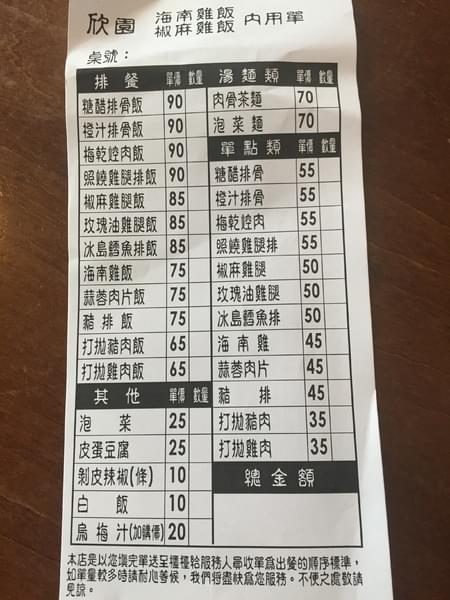 欣園 海南雞飯 椒麻雞飯 內用單
桌號：
排餐 單價 數量
糖醋排骨飯 90
橙汁排骨飯 90
梅乾焢肉飯 90
照燒雞腿排飯 90
椒麻雞腿飯 85
玫瑰油雞腿飯 85
冰島鱈魚排飯 85
海南雞飯 75
蒜蓉肉片飯 75
豬排飯 75
打拋豬肉飯 65
打拋雞肉飯 65
其他 單價 數量
泡菜 25
皮蛋豆腐 25
剝皮辣椒(條) 10
白飯 10
烏梅汁(加購價) 20
湯麵類 單價 數量
肉骨茶麵 70
泡菜麵 70
單點類 單價 數量
糖醋排骨 55
橙汁排骨 55
梅乾焢肉 55
照燒雞腿排 55
椒麻雞腿 50
玫瑰油雞腿 50
冰島鱈魚排 50
海南雞 45
蒜蓉肉片 45
豬排 45
打拋豬肉 35
打拋雞肉 35
總金額
本店是以您填完單送至櫃檯給服務人員收單為出餐的順序標準，
如單量較多時請耐心等候，我們將盡快為您服務。不便之處敬請
見諒。